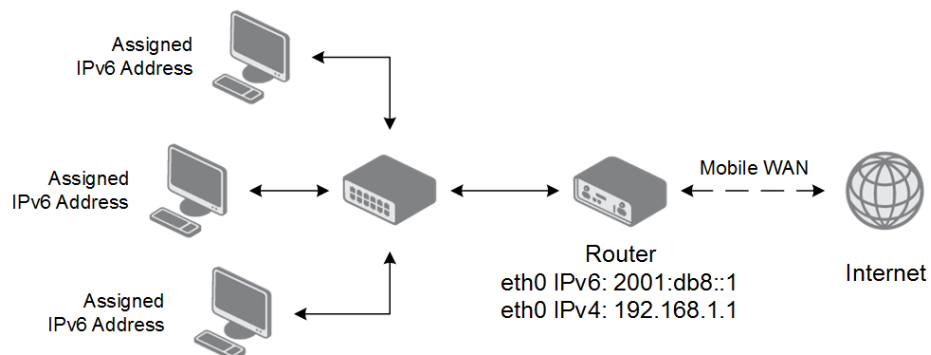 Assigned
IPv6 Address
Assigned
IPv6 Address
Mobile WAN
Router
eth0 IPv6: 2001:db8::1
eth0 IPv4: 192.168.1.1
Internet
Assigned
IPv6 Address